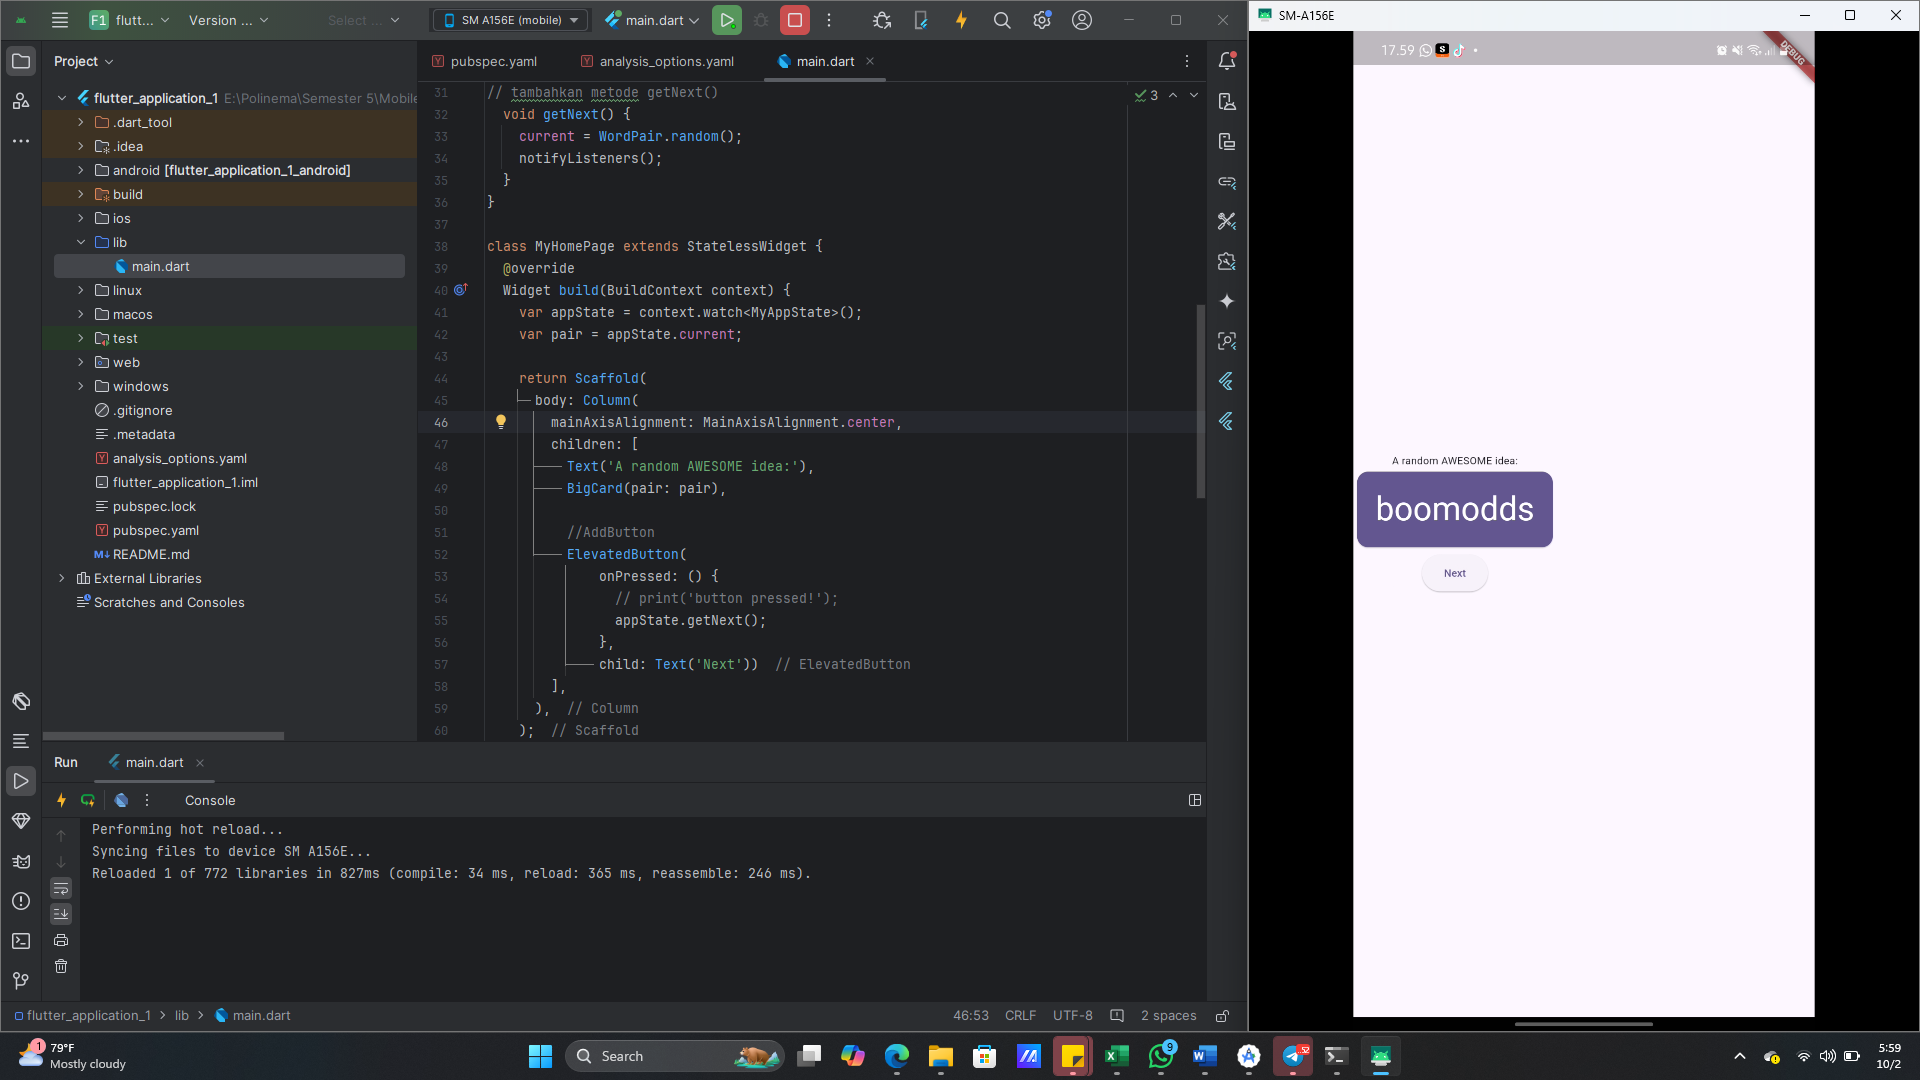 F1 flutt...
Version ...
Select ...
SM A156E (mobile)
main.dart
SM-A156E
Project
pubspec.yaml
analysis_options.yaml
main.dart
flutter_application_1 E:\Polinema\Semester 5\Mobile
.dart_tool
.idea
android [flutter_application_1_android]
build
ios
lib
main.dart
linux
macos
test
web
windows
.gitignore
.metadata
analysis_options.yaml
flutter_application_1.iml
pubspec.lock
pubspec.yaml
README.md
External Libraries
Scratches and Consoles
3
31 // tambahkan metode getNext()
32 void getNext() {
33 current = WordPair.random();
34 notifyListeners();
35 }
36 }
37
38 class MyHomePage extends StatelessWidget {
39 @override
40 Widget build(BuildContext context) {
41 var appState = context.watch<MyAppState>();
42 var pair = appState.current;
43
44 return Scaffold(
45 body: Column(
46 mainAxisAlignment: MainAxisAlignment.center,
47 children: [
48 Text('A random AWESOME idea:'),
49 BigCard(pair: pair),
50
51 //AddButton
52 ElevatedButton(
53 onPressed: () {
54 // print('button pressed!');
55 appState.getNext();
56 },
57 child: Text('Next')) // ElevatedButton
58 ],
59 ), // Column
60 ); // Scaffold
Run
main.dart
Console
Performing hot reload...
Syncing files to device SM A156E...
Reloaded 1 of 772 libraries in 827ms (compile: 34 ms, reload: 365 ms, reassemble: 246 ms).
flutter_application_1 > lib > main.dart
46:53 CRLF UTF-8 2 spaces
17.59
DEBUG
A random AWESOME idea:
boomodds
Next
1
79°F
Mostly cloudy
Search
9
52
5:59
10/2